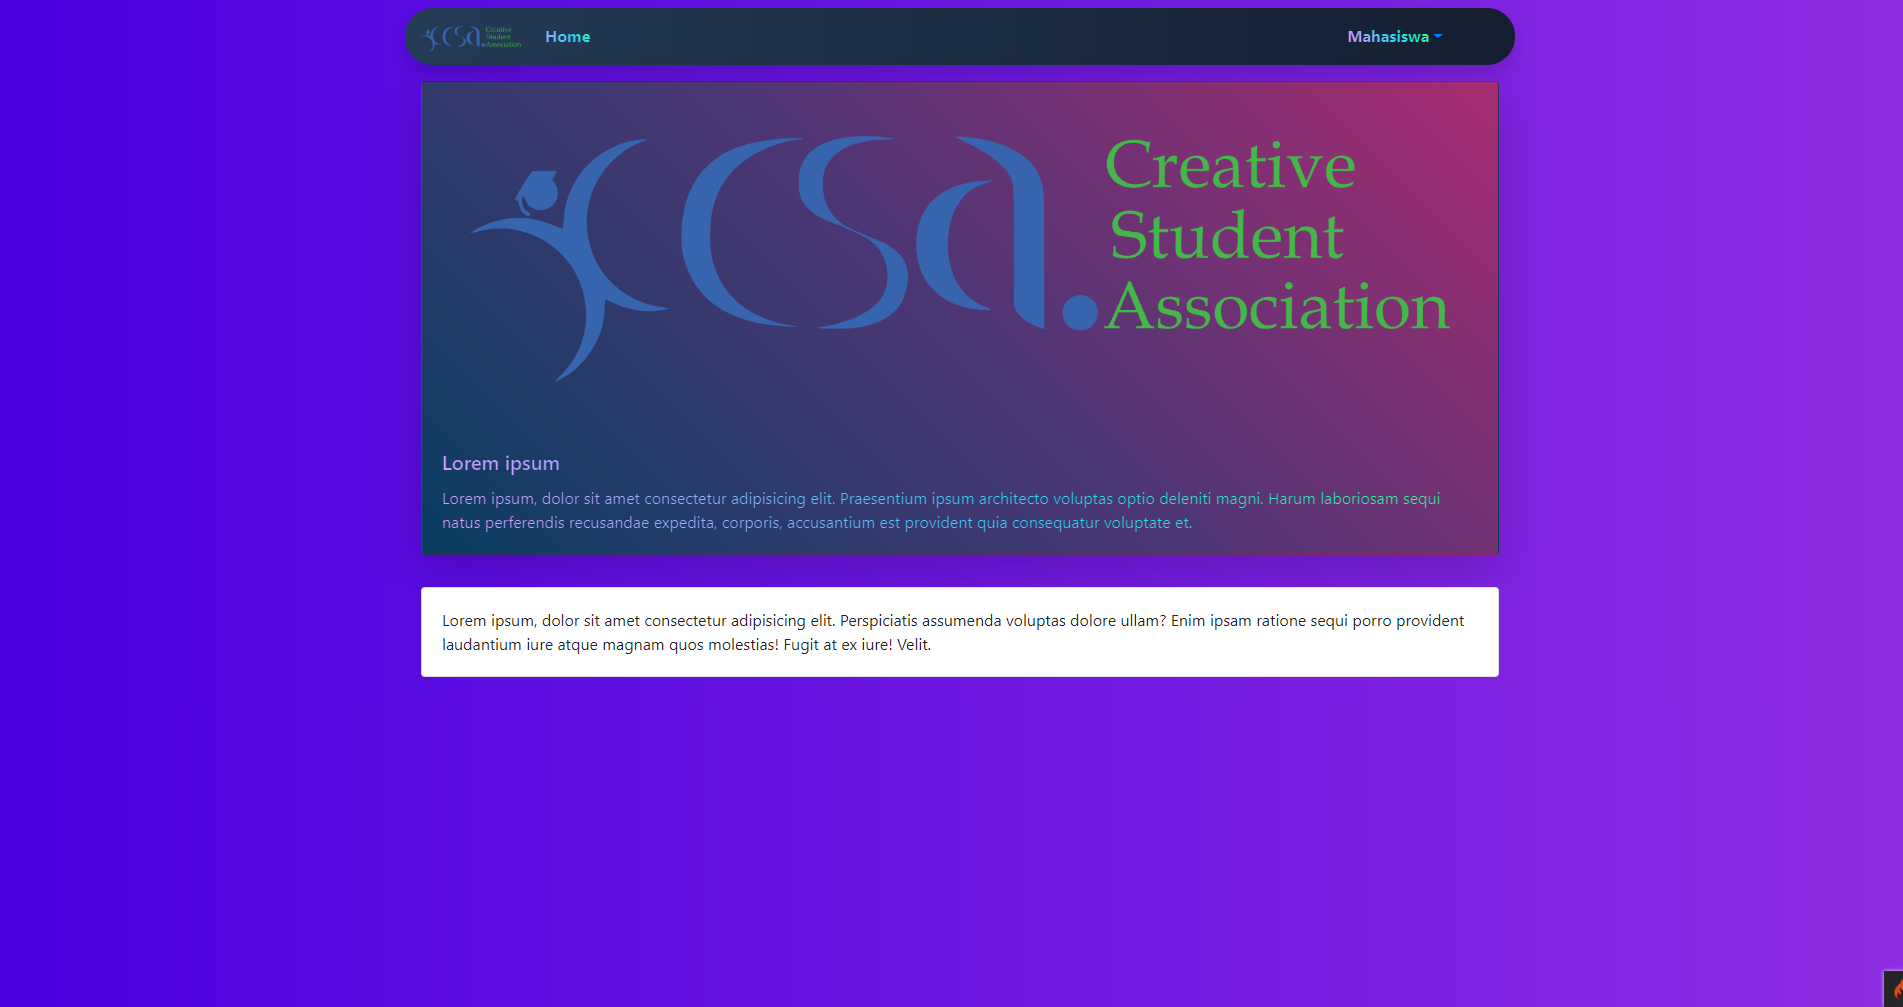 CCSA. Creative
Student
Association
Home
Mahasiswa
CCSA. Creative
Student
Association
Lorem ipsum
Lorem ipsum, dolor sit amet consectetur adipisicing elit. Praesentium ipsum architecto voluptas optio deleniti magni. Harum laboriosam sequi
natus perferendis recusandae expedita, corporis, accusantium est provident quia consequatur voluptate et.
Lorem ipsum, dolor sit amet consectetur adipisicing elit. Perspiciatis assumenda voluptas dolore ullam? Enim ipsam ratione sequi porro provident
laudantium iure atque magnam quos molestias! Fugit at ex iure! Velit.